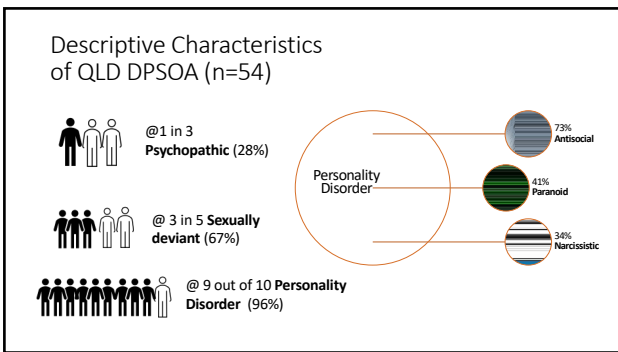 Descriptive Characteristics
of QLD DPSOA (n=54)
@1 in 3
Psychopathic (28%)
@ 3 in 5 Sexually
deviant (67%)
@ 9 out of 10 Personality
Disorder (96%)
Personality
Disorder
73%
Antisocial
41%
Paranoid
34%
Narcissistic